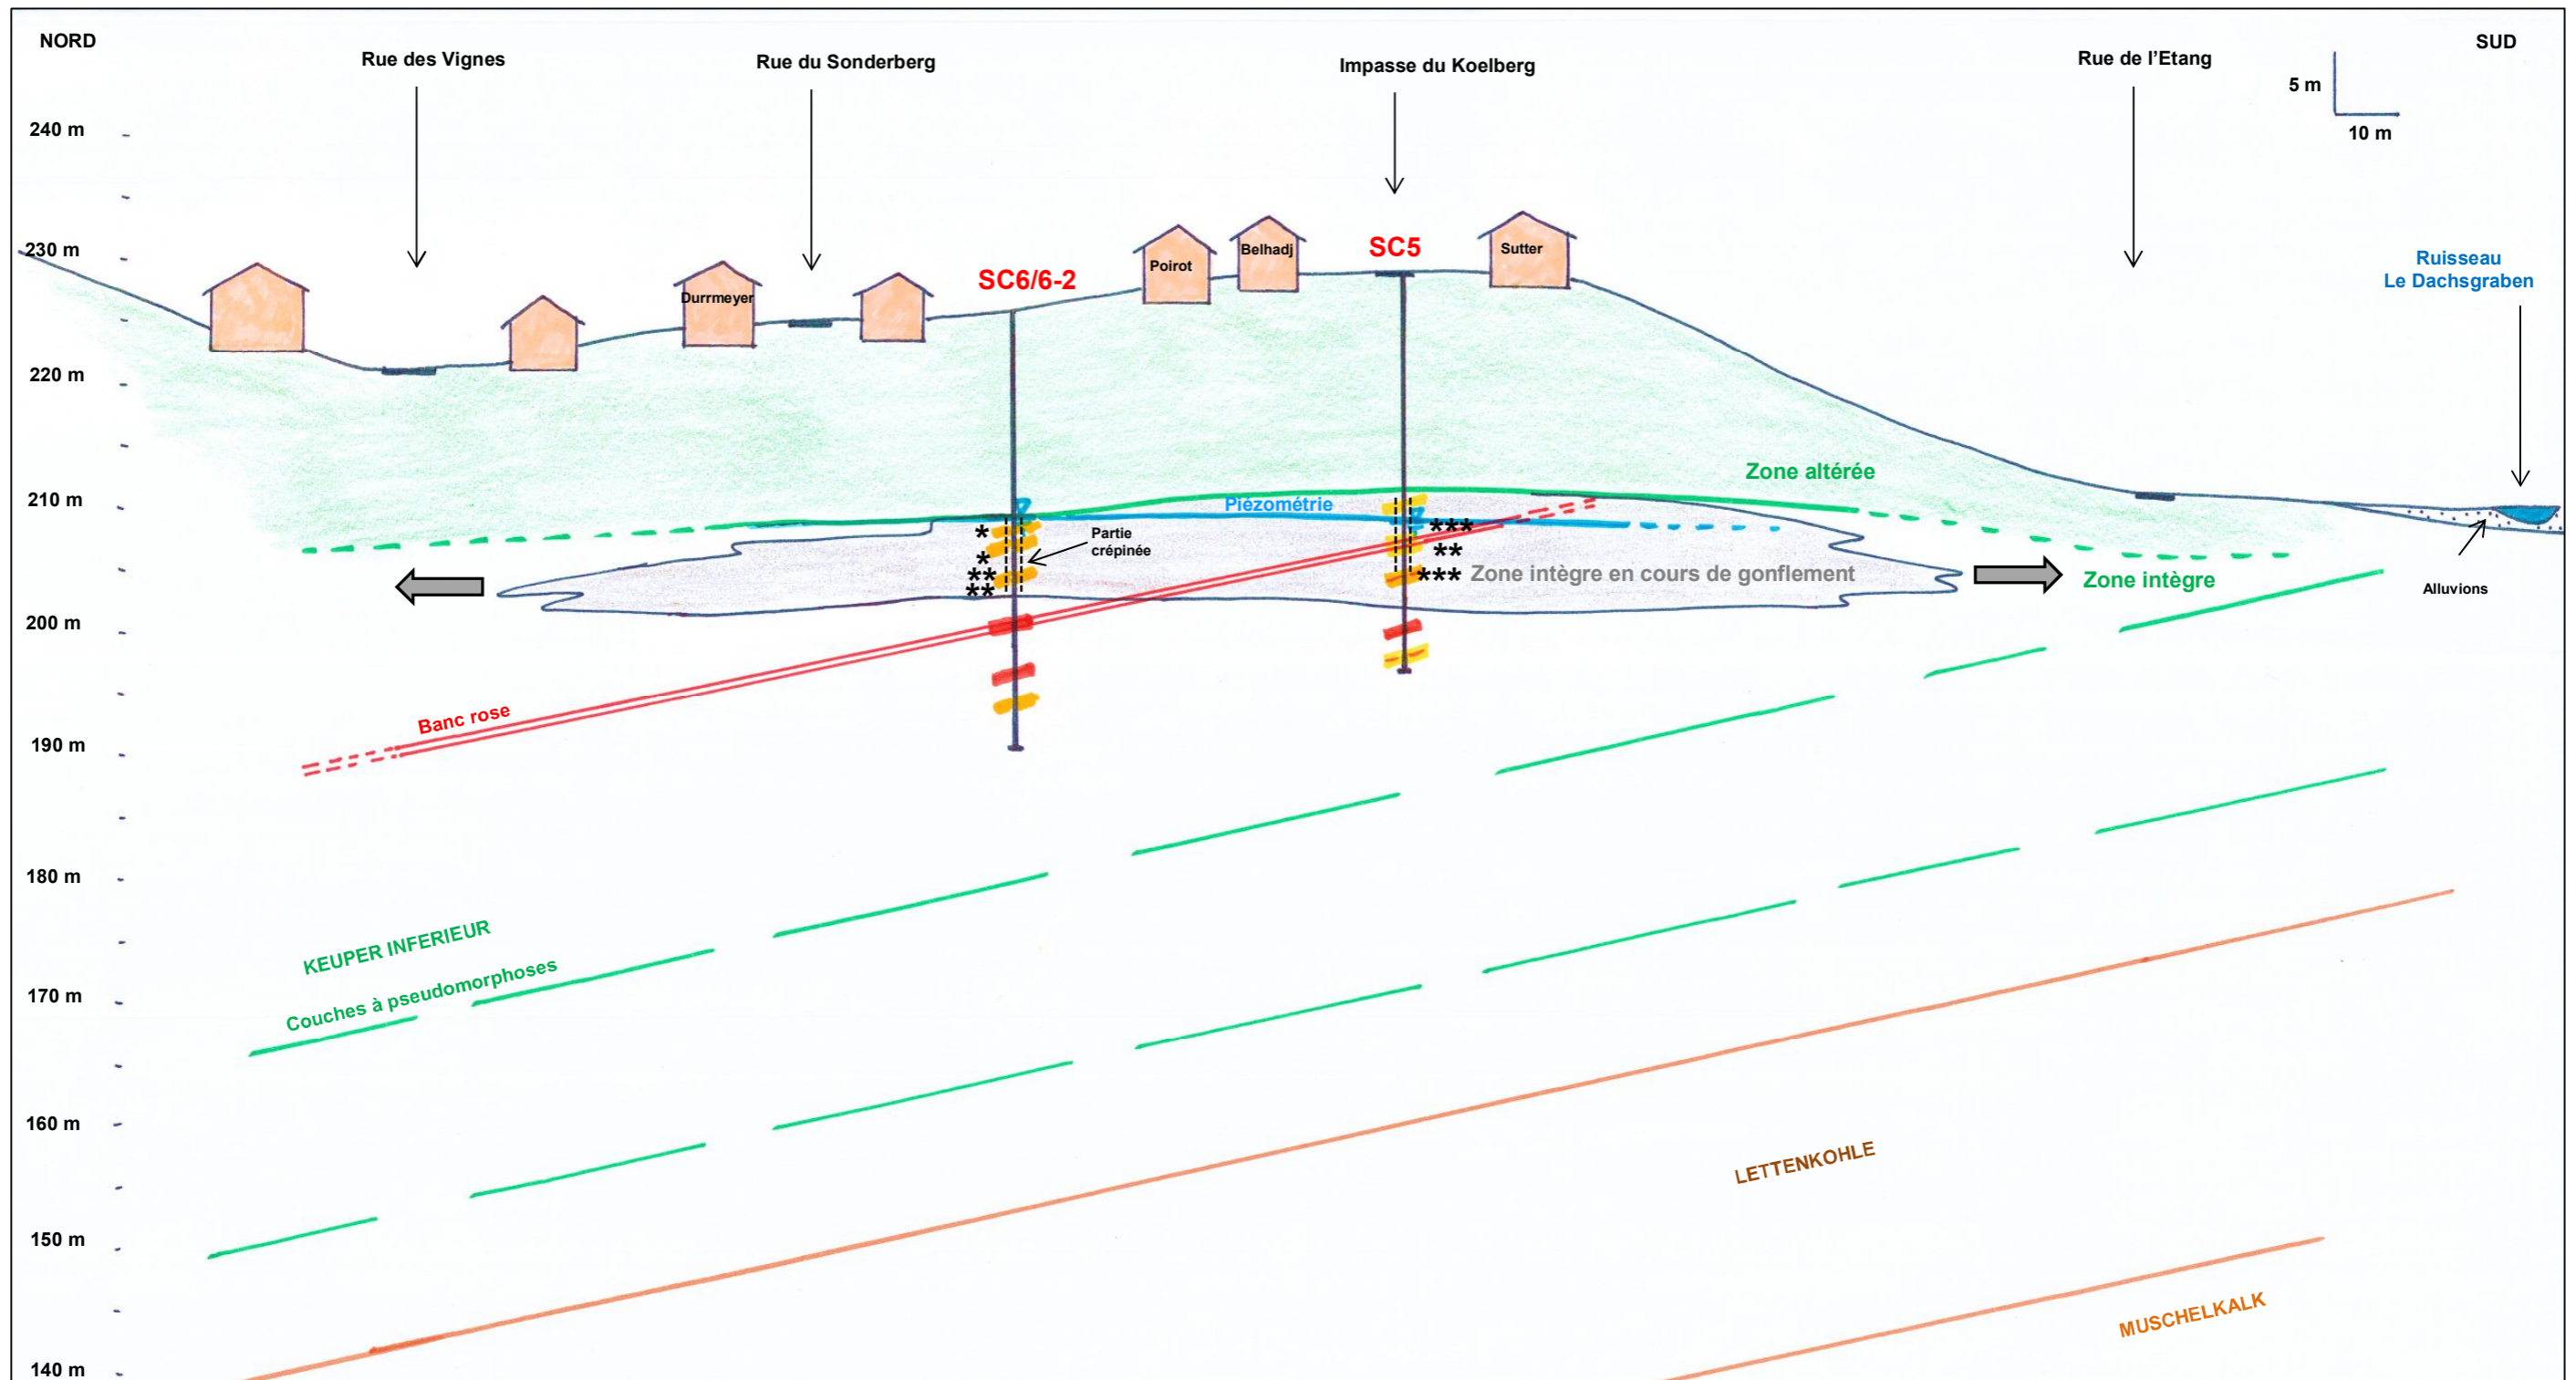 NORD
SUD
Rue des Vignes
Rue du Sonderberg
Impasse du Koelberg
Rue de l'Etang
5 m
10 m
240 m
230 m
220 m
210 m
200 m
190 m
180 m
170 m
160 m
150 m
140 m
Durrmeyer
SC6/6-2
Poirot
Belhadj
SC5
Sutter
Ruisseau
Le Dachsgraben
Zone altérée
Piézométrie
*
*
**
**
Partie
crépinée
***
**
***
Zone intègre en cours de gonflement
Zone intègre
Alluvions
Banc rose
KEUPER INFERIEUR
Couches à pseudomorphoses
LETTENKOHLE
MUSCHELKALK